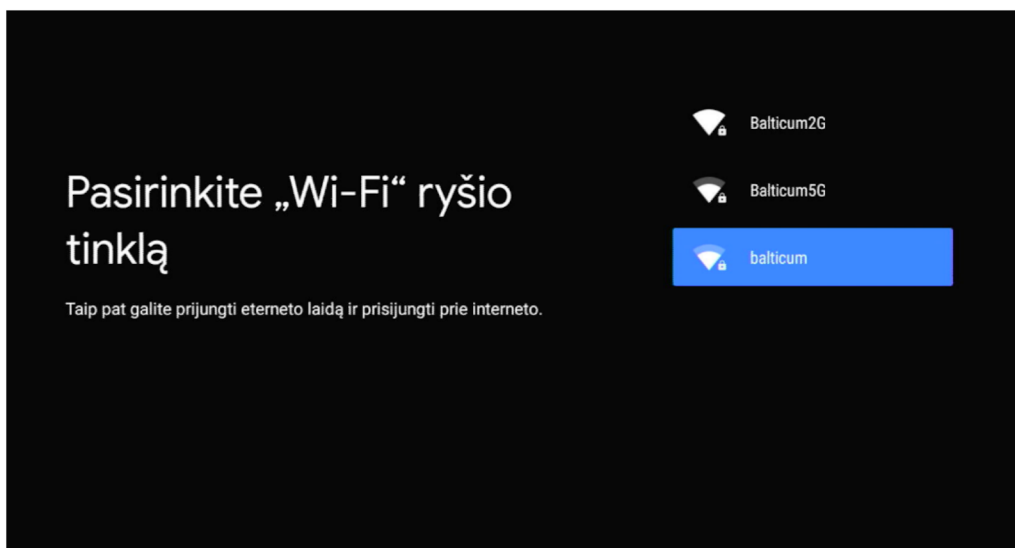 Pasirinkite „Wi-Fi“ ryšio
tinklą
Taip pat galite prijungti eterneto laidą ir prisijungti prie interneto.
Balticum2G
Balticum5G
balticum